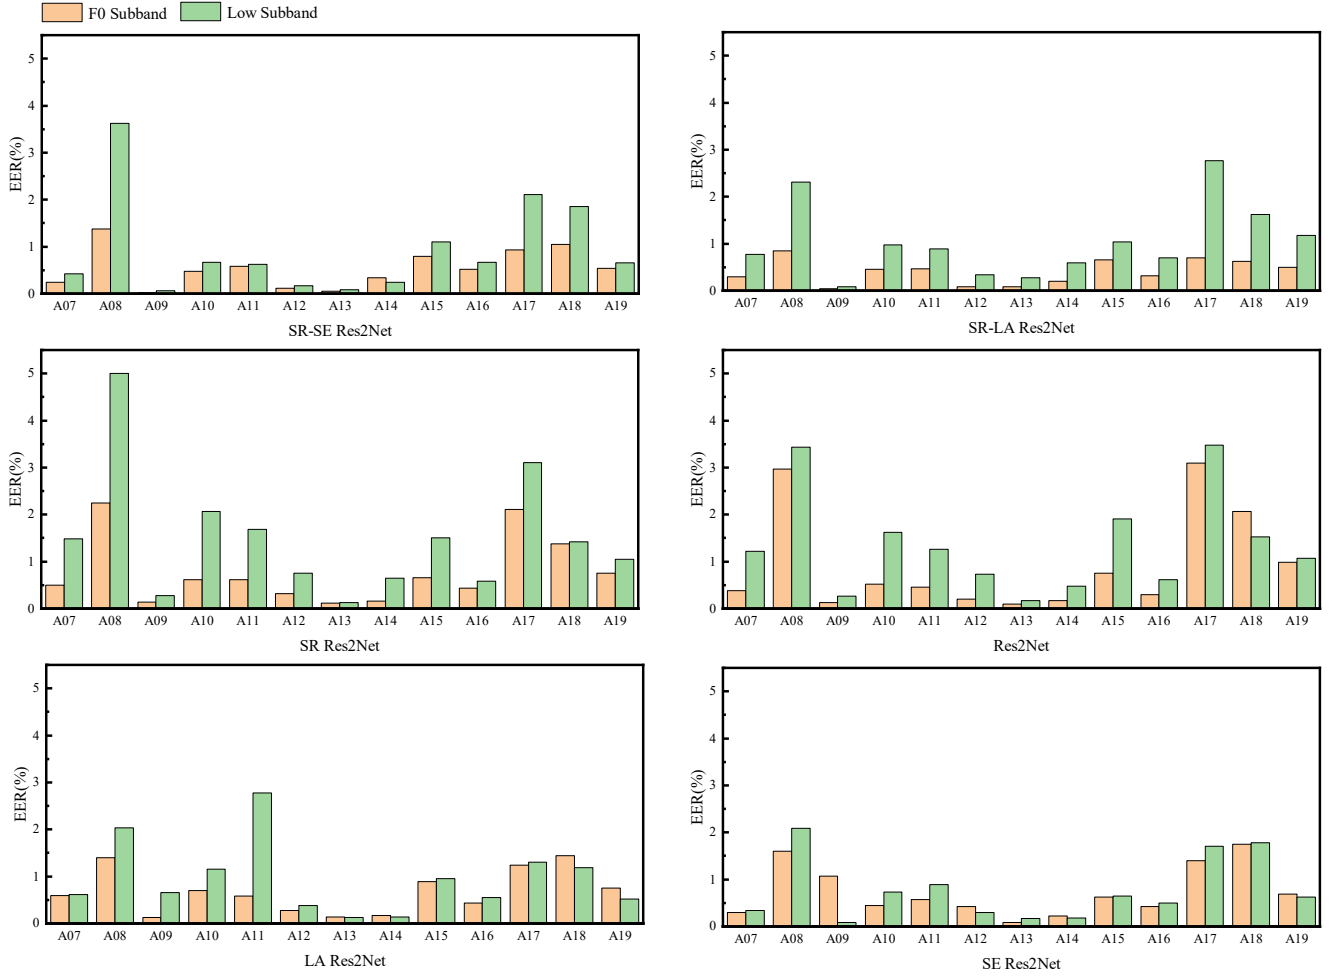 F0 Subband Low Subband
5
4
3
2
1
0
EER(%)
A07 A08 A09 A10 A11 A12 A13 A14 A15 A16 A17 A18 A19
SR-SE Res2Net
5
4
3
2
1
0
EER(%)
A07 A08 A09 A10 A11 A12 A13 A14 A15 A16 A17 A18 A19
SR-LA Res2Net
5
4
3
2
1
0
EER(%)
A07 A08 A09 A10 A11 A12 A13 A14 A15 A16 A17 A18 A19
SR Res2Net
5
4
3
2
1
0
EER(%)
A07 A08 A09 A10 A11 A12 A13 A14 A15 A16 A17 A18 A19
Res2Net
5
4
3
2
1
0
EER(%)
A07 A08 A09 A10 A11 A12 A13 A14 A15 A16 A17 A18 A19
LA Res2Net
5
4
3
2
1
0
EER(%)
A07 A08 A09 A10 A11 A12 A13 A14 A15 A16 A17 A18 A19
SE Res2Net